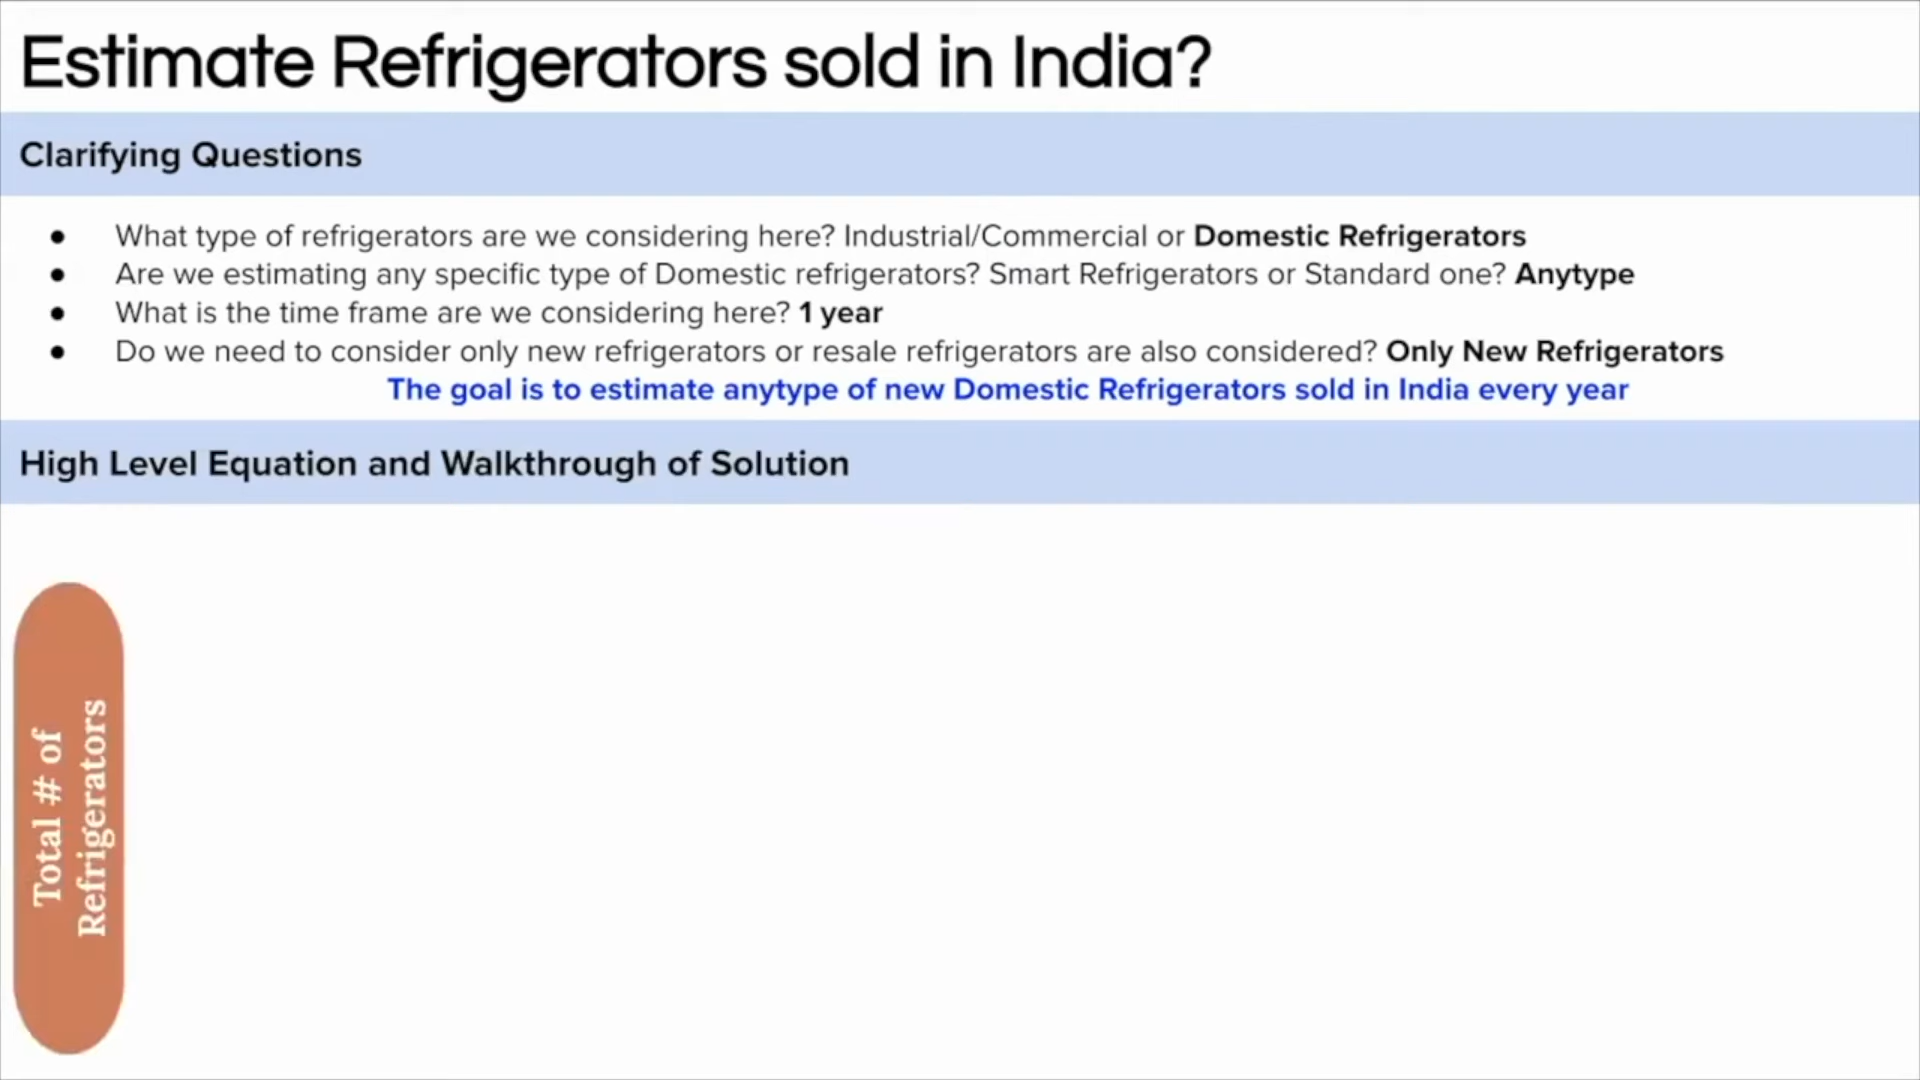 Estimate Refrigerators sold in India?
Clarifying Questions
● What type of refrigerators are we considering here? Industrial/Commercial or Domestic Refrigerators
● Are we estimating any specific type of Domestic refrigerators? Smart Refrigerators or Standard one? Anytype
● What is the time frame are we considering here? 1 year
● Do we need to consider only new refrigerators or resale refrigerators are also considered? Only New Refrigerators
The goal is to estimate anytype of new Domestic Refrigerators sold in India every year
High Level Equation and Walkthrough of Solution
Total # of
Refrigerators